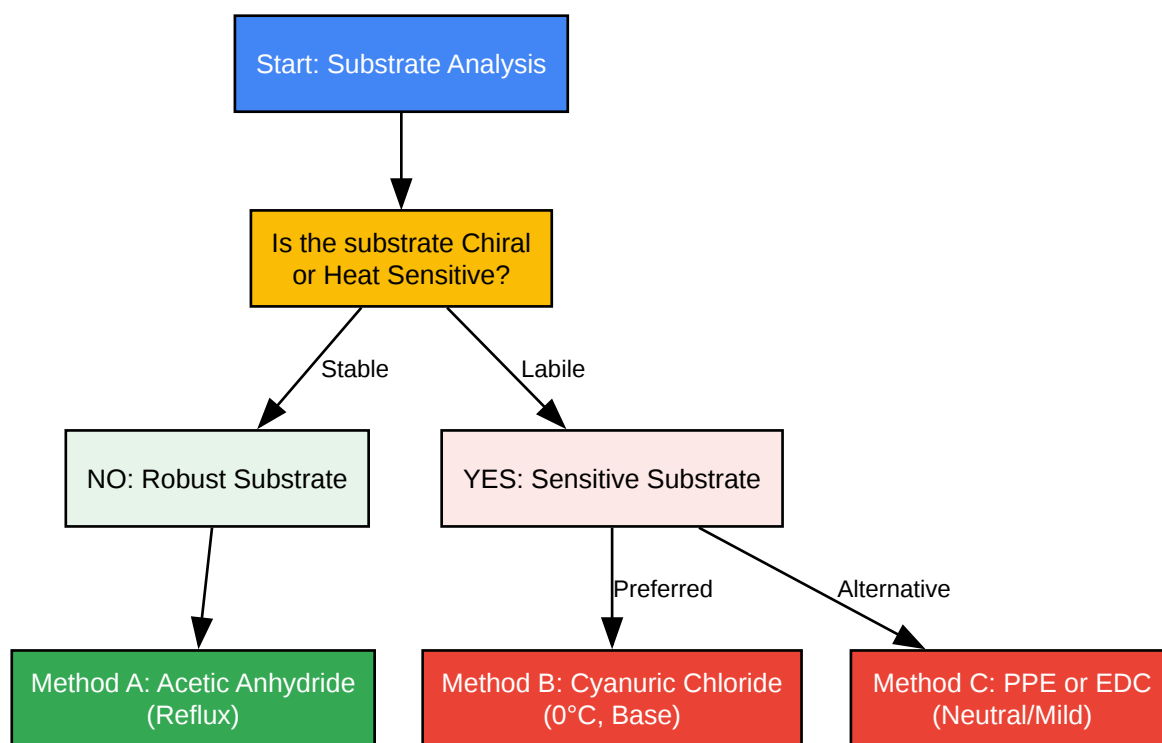 Start: Substrate Analysis
Is the substrate Chiral
or Heat Sensitive?
Stable
Labile
NO: Robust Substrate
YES: Sensitive Substrate
Preferred
Alternative
Method A: Acetic Anhydride
(Reflux)
Method B: Cyanuric Chloride
(0°C, Base)
Method C: PPE or EDC
(Neutral/Mild)